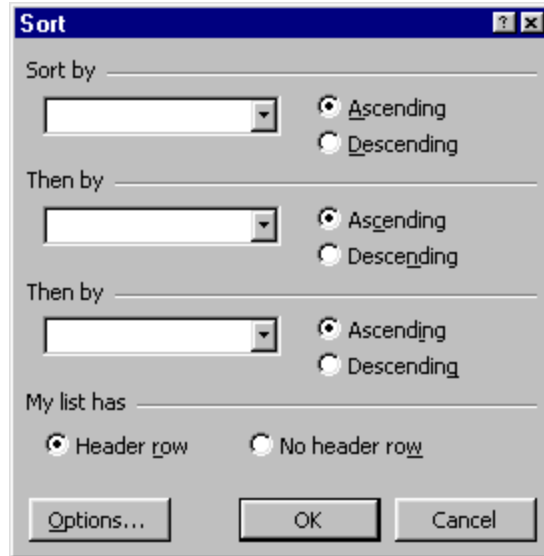 Sort
Sort by
Ascending
Descending
Then by
Ascending
Descending
Then by
Ascending
Descending
My list has
Header row
No header row
Options...
OK
Cancel